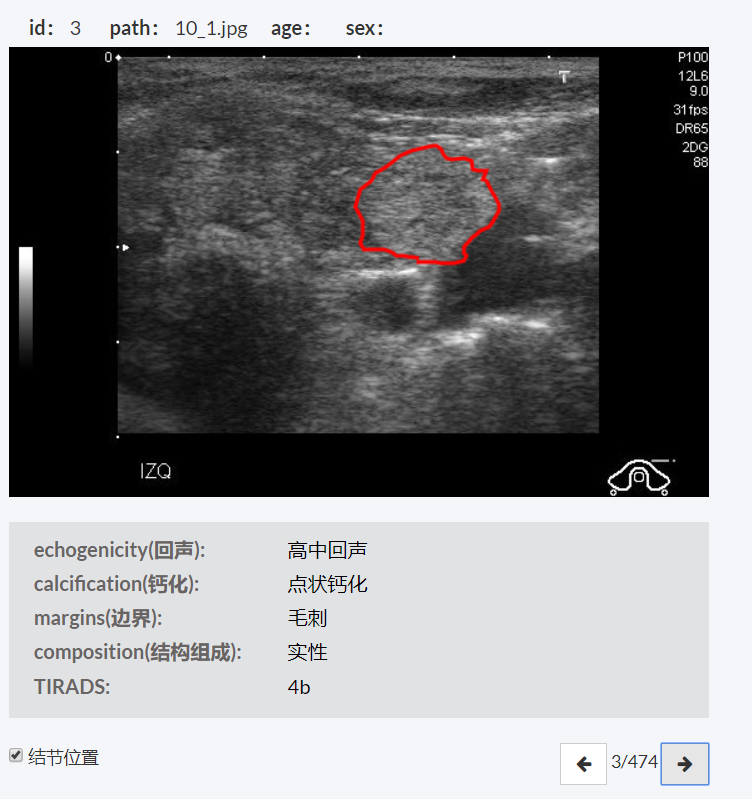 id： 3 path： 10_1.jpg age： sex：
0
P100
T
12L6
9.0
31fps
DR65
2DG
88
IZQ
echogenicity(回声): 高中回声
calcification(钙化): 点状钙化
margins(边界): 毛刺
composition(结构组成): 实性
TIRADS: 4b
结节位置
3/474